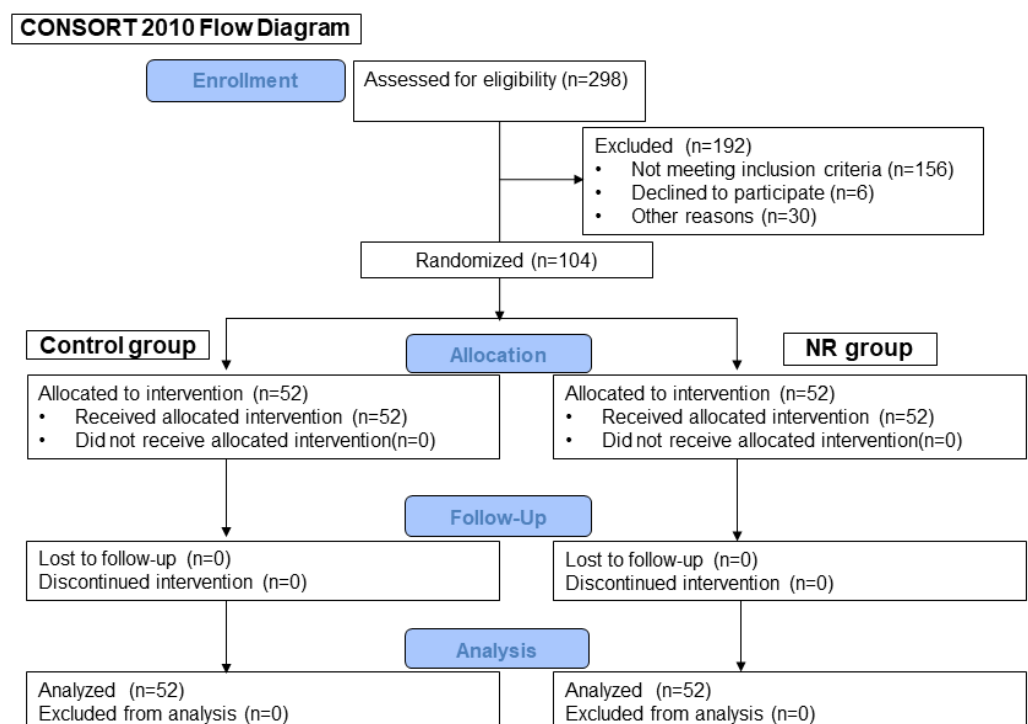 CONSORT 2010 Flow Diagram
Enrollment
Assessed for eligibility (n=298)
Excluded (n=192)
• Not meeting inclusion criteria (n=156)
• Declined to participate (n=6)
• Other reasons (n=30)
Randomized (n=104)
Control group
Allocation
NR group
Allocated to intervention (n=52)
• Received allocated intervention (n=52)
• Did not receive allocated intervention(n=0)
Allocated to intervention (n=52)
• Received allocated intervention (n=52)
• Did not receive allocated intervention(n=0)
Follow-Up
Lost to follow-up (n=0)
Discontinued intervention (n=0)
Lost to follow-up (n=0)
Discontinued intervention (n=0)
Analysis
Analyzed (n=52)
Excluded from analysis (n=0)
Analyzed (n=52)
Excluded from analysis (n=0)